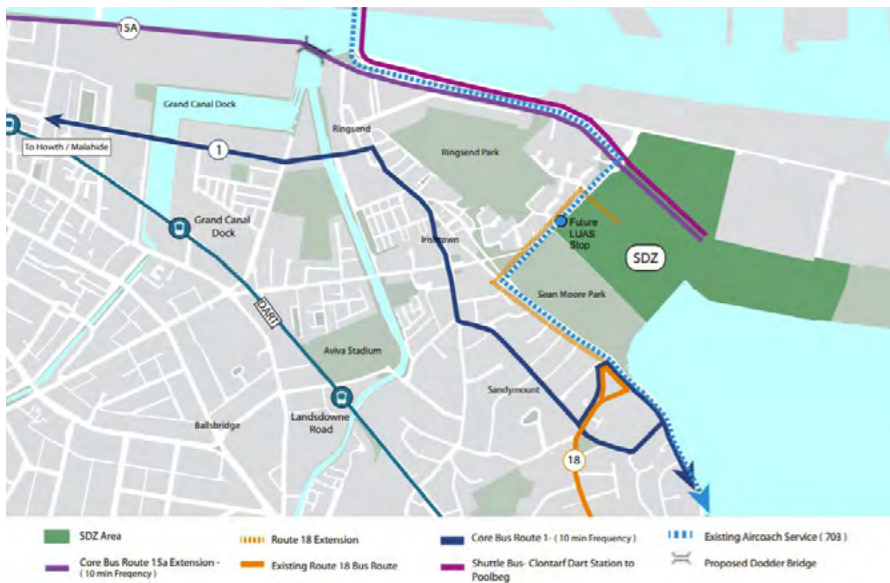 15A
Grand Canal Dock
Ringsend
1
To Howth / Malahide
Ringsend Park
Grand Canal
Dock
Irishtown
Future
LUAS
Stop
SDZ
DART
Sean Moore Park
Aviva Stadium
Sandymount
Landsdowne
Road
Ballsbridge
18
SDZ Area
Route 18 Extension
Core Bus Route 1- ( 10 min Frequency )
Existing Aircoach Service ( 703 )
Core Bus Route 15a Extension -
( 10 min Freqency )
Existing Route 18 Bus Route
Shuttle Bus- Clontarf Dart Station to
Poolbeg
Proposed Dodder Bridge